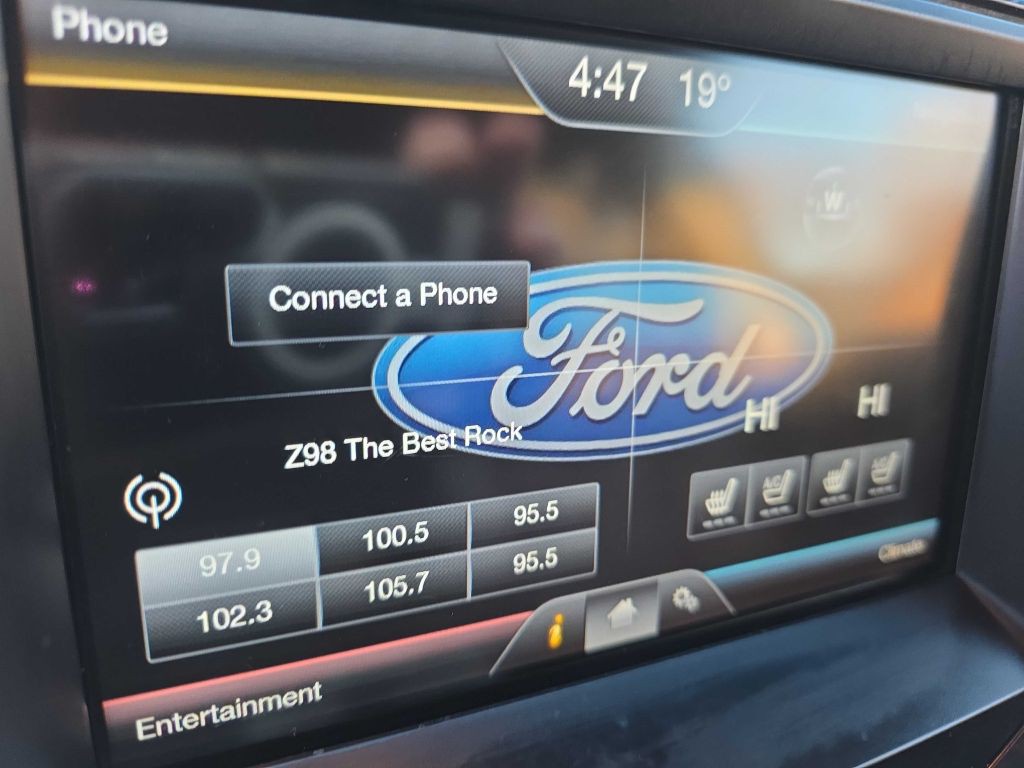 Phone
4:47 19°
W
Connect a Phone
Ford
HI HI
Z98 The Best Rock
A/C
97.9 100.5 95.5
102.3 105.7 95.5
Climate
i
Entertainment